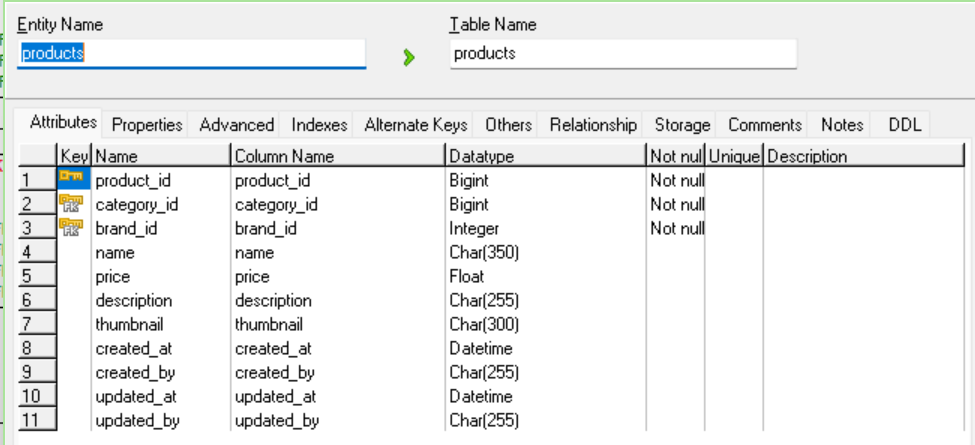 Entity Name Table Name
products products
Attributes Properties Advanced Indexes Alternate Keys Others Relationship Storage Comments Notes DDL
Key Name Column Name Datatype Not nul Unique Description
1 product_id product_id Bigint Not null
2 FK category_id category_id Bigint Not null
3 FK brand_id brand_id Integer Not null
4 name name Char(350)
5 price price Float
6 description description Char(255)
7 thumbnail thumbnail Char(300)
8 created_at created_at Datetime
9 created_by created_by Char(255)
10 updated_at updated_at Datetime
11 updated_by updated_by Char(255)